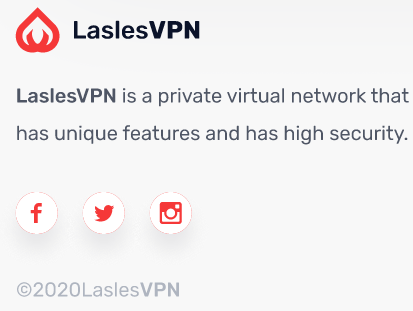 LaslesVPN
LaslesVPN is a private virtual network that
has unique features and has high security.
©2020LaslesVPN